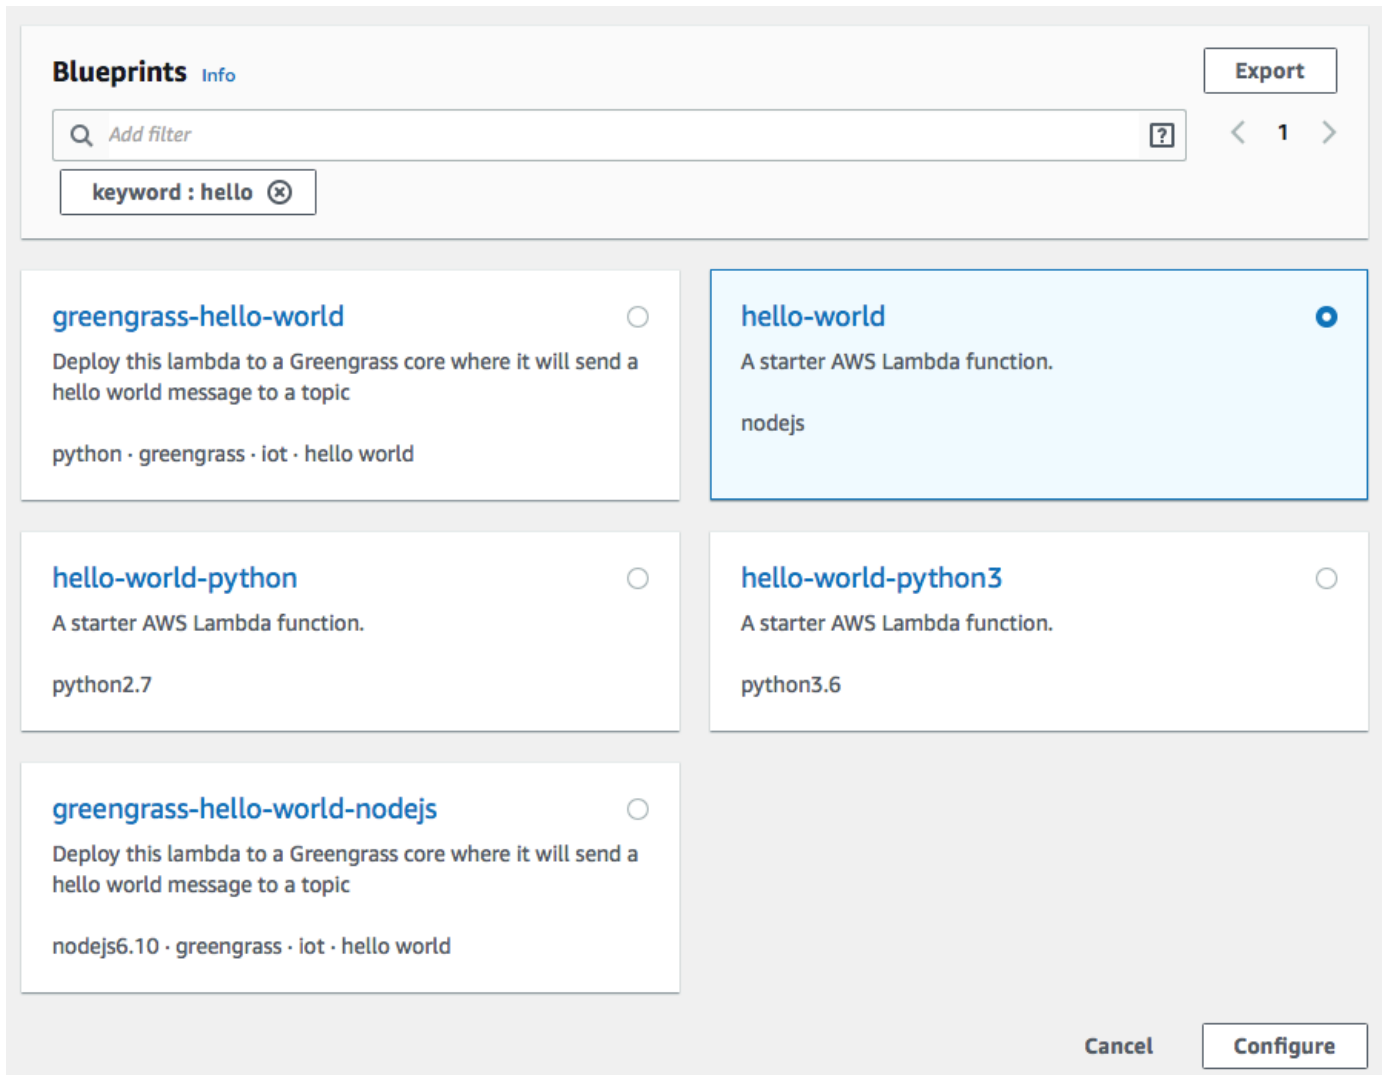 Blueprints Info
Export
Add filter
?
1
keyword : hello
greengrass-hello-world
Deploy this lambda to a Greengrass core where it will send a
hello world message to a topic
python · greengrass · iot · hello world
hello-world
A starter AWS Lambda function.
nodejs
hello-world-python
A starter AWS Lambda function.
python2.7
hello-world-python3
A starter AWS Lambda function.
python3.6
greengrass-hello-world-nodejs
Deploy this lambda to a Greengrass core where it will send a
hello world message to a topic
nodejs6.10 · greengrass · iot · hello world
Cancel
Configure